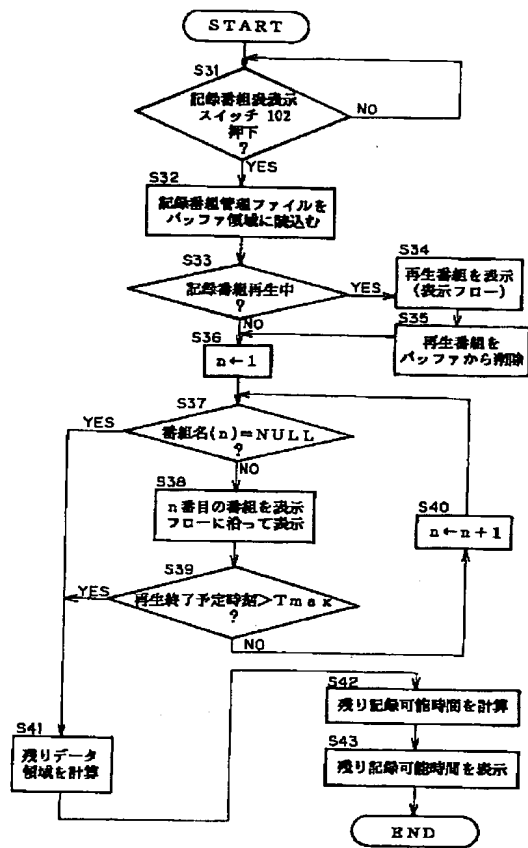 START
S31
記録番組表表示
スイッチ 102
押下
?
NO
YES
S32
記録番組管理ファイルを
バッファ領域に読込む
S33
記録番組再生中
?
YES
NO
S34
再生番組を表示
(表示フロー)
S35
再生番組を
バッファから削除
S36
n←1
S37
番組名(n)=NULL
?
YES
NO
S38
n番目の番組を表示
フローに沿って表示
S39
再生終了予定時刻>Tmax
?
YES
NO
S40
n←n+1
S41
残りデータ
領域を計算
S42
残り記録可能時間を計算
S43
残り記録可能時間を表示
END